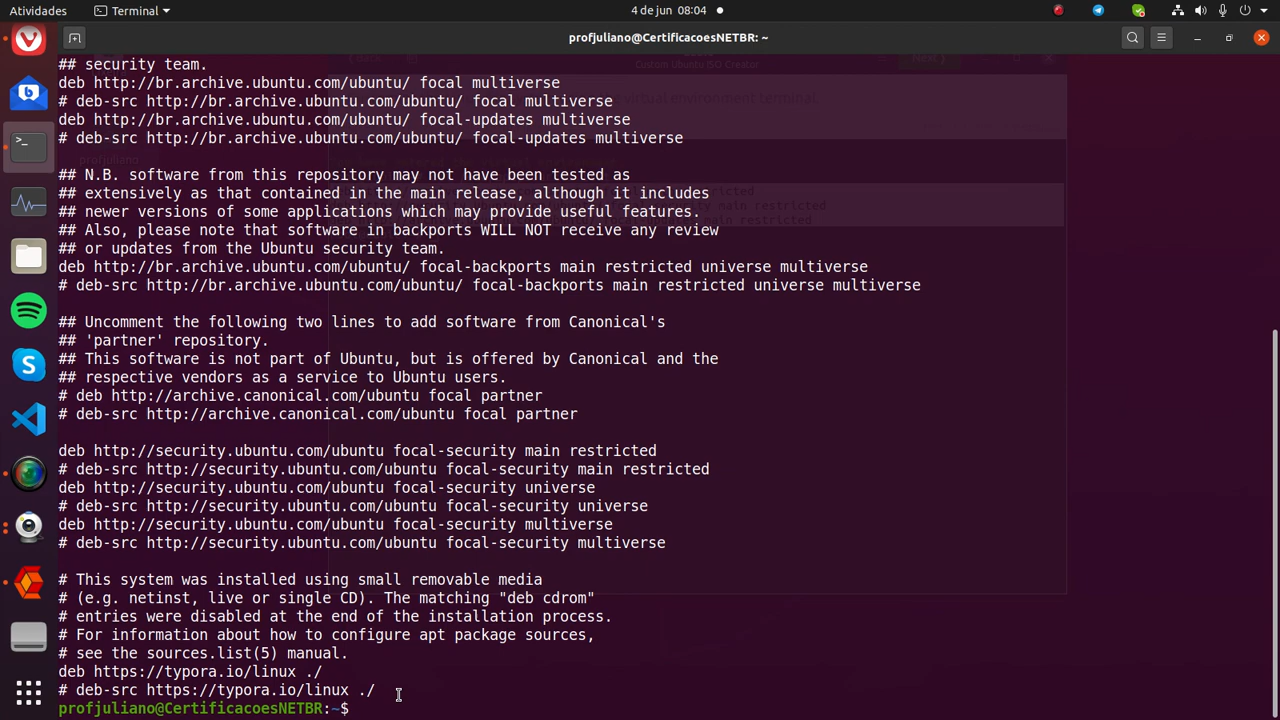 Atividades
Terminal
4 de jun 08:04
profjuliano@CertificacoesNETBR: ~
Custom Ubuntu ISO Creator
## security team.
deb http://br.archive.ubuntu.com/ubuntu/ focal multiverse
# deb-src http://br.archive.ubuntu.com/ubuntu/ focal multiverse
deb http://br.archive.ubuntu.com/ubuntu/ focal-updates multiverse
# deb-src http://br.archive.ubuntu.com/ubuntu/ focal-updates multiverse
## N.B. software from this repository may not have been tested as
## extensively as that contained in the main release, although it includes
## newer versions of some applications which may provide useful features.
## Also, please note that software in backports WILL NOT receive any review
## or updates from the Ubuntu security team.
deb http://br.archive.ubuntu.com/ubuntu/ focal-backports main restricted universe multiverse
# deb-src http://br.archive.ubuntu.com/ubuntu/ focal-backports main restricted universe multiverse
## Uncomment the following two lines to add software from Canonical's
## 'partner' repository.
## This software is not part of Ubuntu, but is offered by Canonical and the
## respective vendors as a service to Ubuntu users.
# deb http://archive.canonical.com/ubuntu focal partner
# deb-src http://archive.canonical.com/ubuntu focal partner
deb http://security.ubuntu.com/ubuntu focal-security main restricted
# deb-src http://security.ubuntu.com/ubuntu focal-security main restricted
deb http://security.ubuntu.com/ubuntu focal-security universe
# deb-src http://security.ubuntu.com/ubuntu focal-security universe
deb http://security.ubuntu.com/ubuntu focal-security multiverse
# deb-src http://security.ubuntu.com/ubuntu focal-security multiverse
# This system was installed using small removable media
# (e.g. netinst, live or single CD). The matching "deb cdrom"
# entries were disabled at the end of the installation process.
# For information about how to configure apt package sources,
# see the sources.list(5) manual.
deb https://typora.io/linux ./
# deb-src https://typora.io/linux ./
profjuliano@CertificacoesNETBR:~$